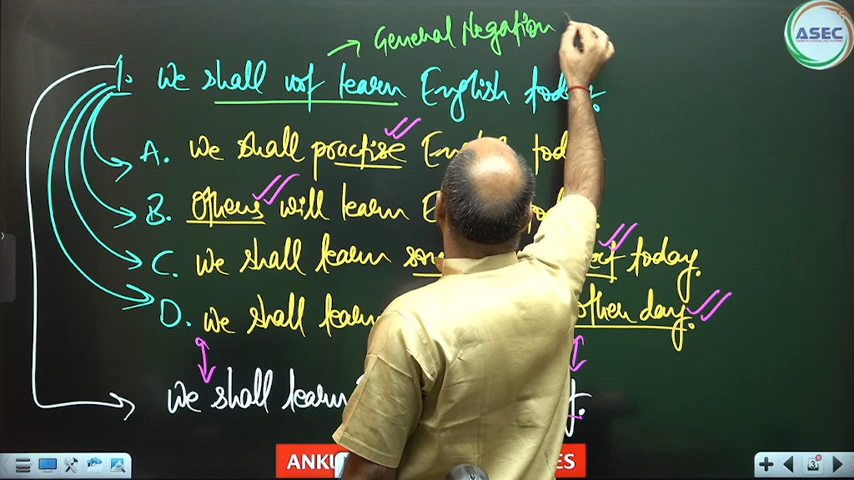 General Negation
ASEC
1. We shall not learn English today.
A. We shall practise
B. Others will learn
C. We shall learn today.
D. We shall learn other day.
We shall learn